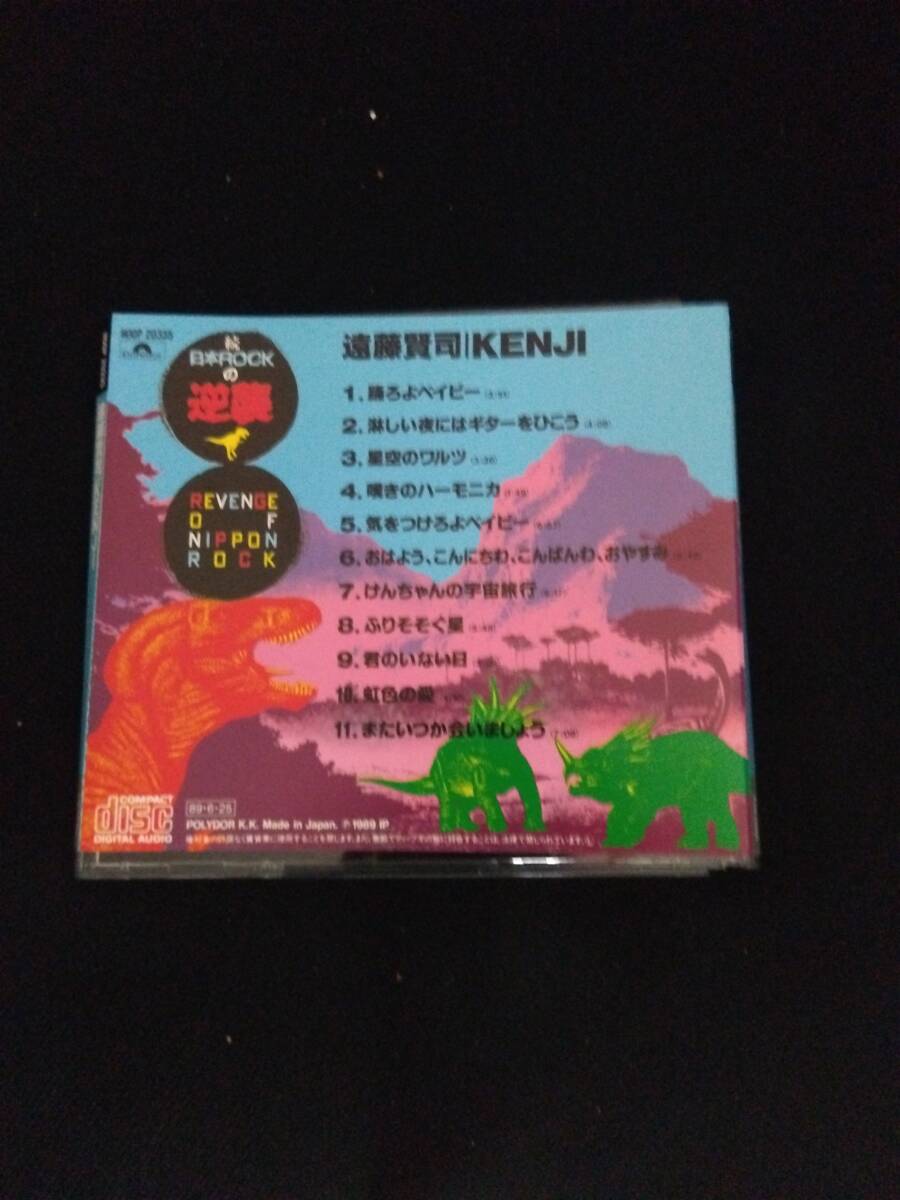 H00P 20335
続
日本ROCK
の
逆襲
REVENGE
O F
NIPPON
ROCK
遠藤賢司|KENJI
1. 踊ろよベイビー
2. 淋しい夜にはギターをひこう
3. 星空のワルツ
4. 嘆きのハーモニカ
5. 気をつけろよベイビー
6. おはよう、こんにちわ、こんばんわ、おやすみ
7. けんちゃんの宇宙旅行
8. ふりそそぐ星
9. 君のいない日
10. 虹色の愛
11. またいつか会いましょう (7:08)
COMPACT
disc
DIGITAL AUDIO
89·6·25
POLYDOR K.K. Made in Japan. ℗1989 IP